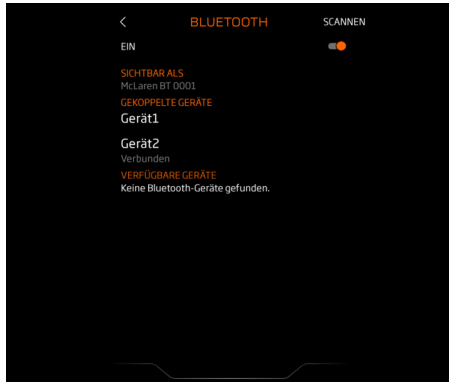 BLUETOOTH SCANNEN
EIN
SICHTBAR ALS
McLaren BT 0001
GEKOPPELTE GERÄTE
Gerät1
Gerät2
Verbunden
VERFÜGBARE GERÄTE
Keine Bluetooth-Geräte gefunden.